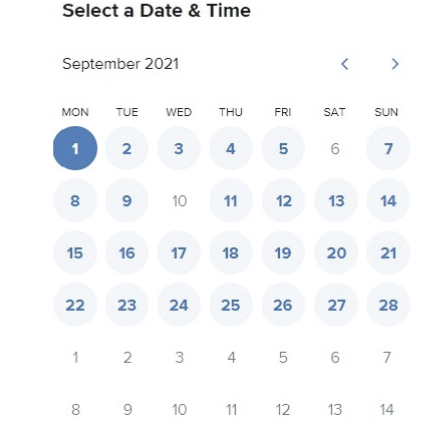 Select a Date & Time
September 2021
MON TUE WED THU FRI SAT SUN
1 2 3 4 5 6 7
8 9 10 11 12 13 14
15 16 17 18 19 20 21
22 23 24 25 26 27 28
1 2 3 4 5 6 7
8 9 10 11 12 13 14